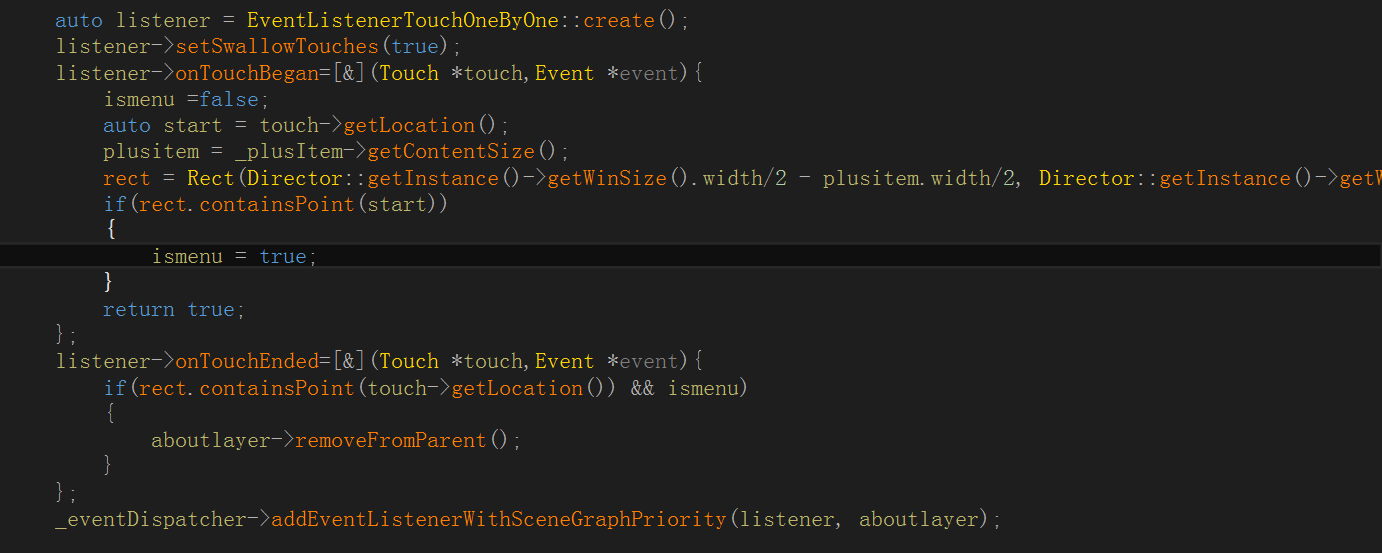 auto listener = EventListenerTouchOneByOne::create();
listener->setSwallowTouches(true);
listener->onTouchBegan=[&](Touch *touch,Event *event){
ismenu =false;
auto start = touch->getLocation();
plusitem = _plusItem->getContentSize();
rect = Rect(Director::getInstance()->getWinSize().width/2 - plusitem.width/2, Director::getInstance()->getW
if(rect.containsPoint(start))
{
ismenu = true;
}
return true;
};
listener->onTouchEnded=[&](Touch *touch,Event *event){
if(rect.containsPoint(touch->getLocation()) && ismenu)
{
aboutlayer->removeFromParent();
}
};
_eventDispatcher->addEventListenerWithSceneGraphPriority(listener, aboutlayer);